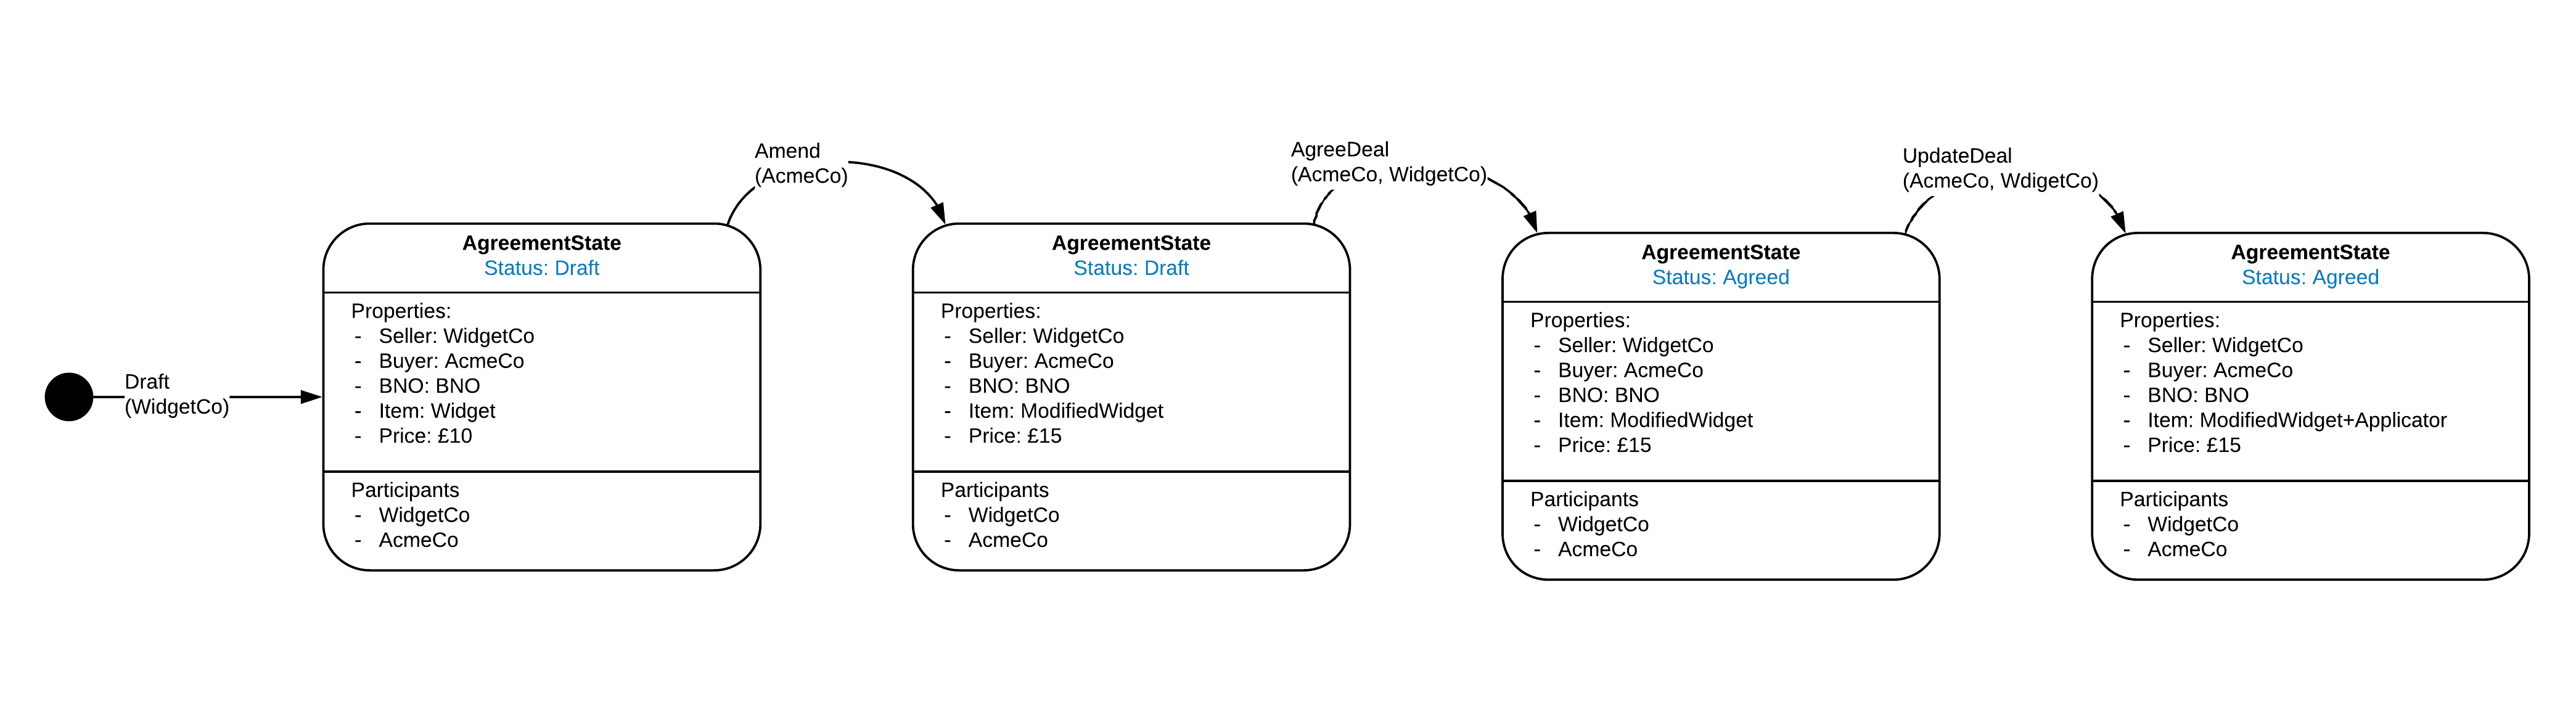 Draft
(WidgetCo)
AgreementState
Status: Draft
Properties:
- Seller: WidgetCo
- Buyer: AcmeCo
- BNO: BNO
- Item: Widget
- Price: £10
Participants
- WidgetCo
- AcmeCo
Amend
(AcmeCo)
AgreementState
Status: Draft
Properties:
- Seller: WidgetCo
- Buyer: AcmeCo
- BNO: BNO
- Item: ModifiedWidget
- Price: £15
Participants
- WidgetCo
- AcmeCo
AgreeDeal
(AcmeCo, WidgetCo)
AgreementState
Status: Agreed
Properties:
- Seller: WidgetCo
- Buyer: AcmeCo
- BNO: BNO
- Item: ModifiedWidget
- Price: £15
Participants
- WidgetCo
- AcmeCo
UpdateDeal
(AcmeCo, WdigetCo)
AgreementState
Status: Agreed
Properties:
- Seller: WidgetCo
- Buyer: AcmeCo
- BNO: BNO
- Item: ModifiedWidget+Applicator
- Price: £15
Participants
- WidgetCo
- AcmeCo